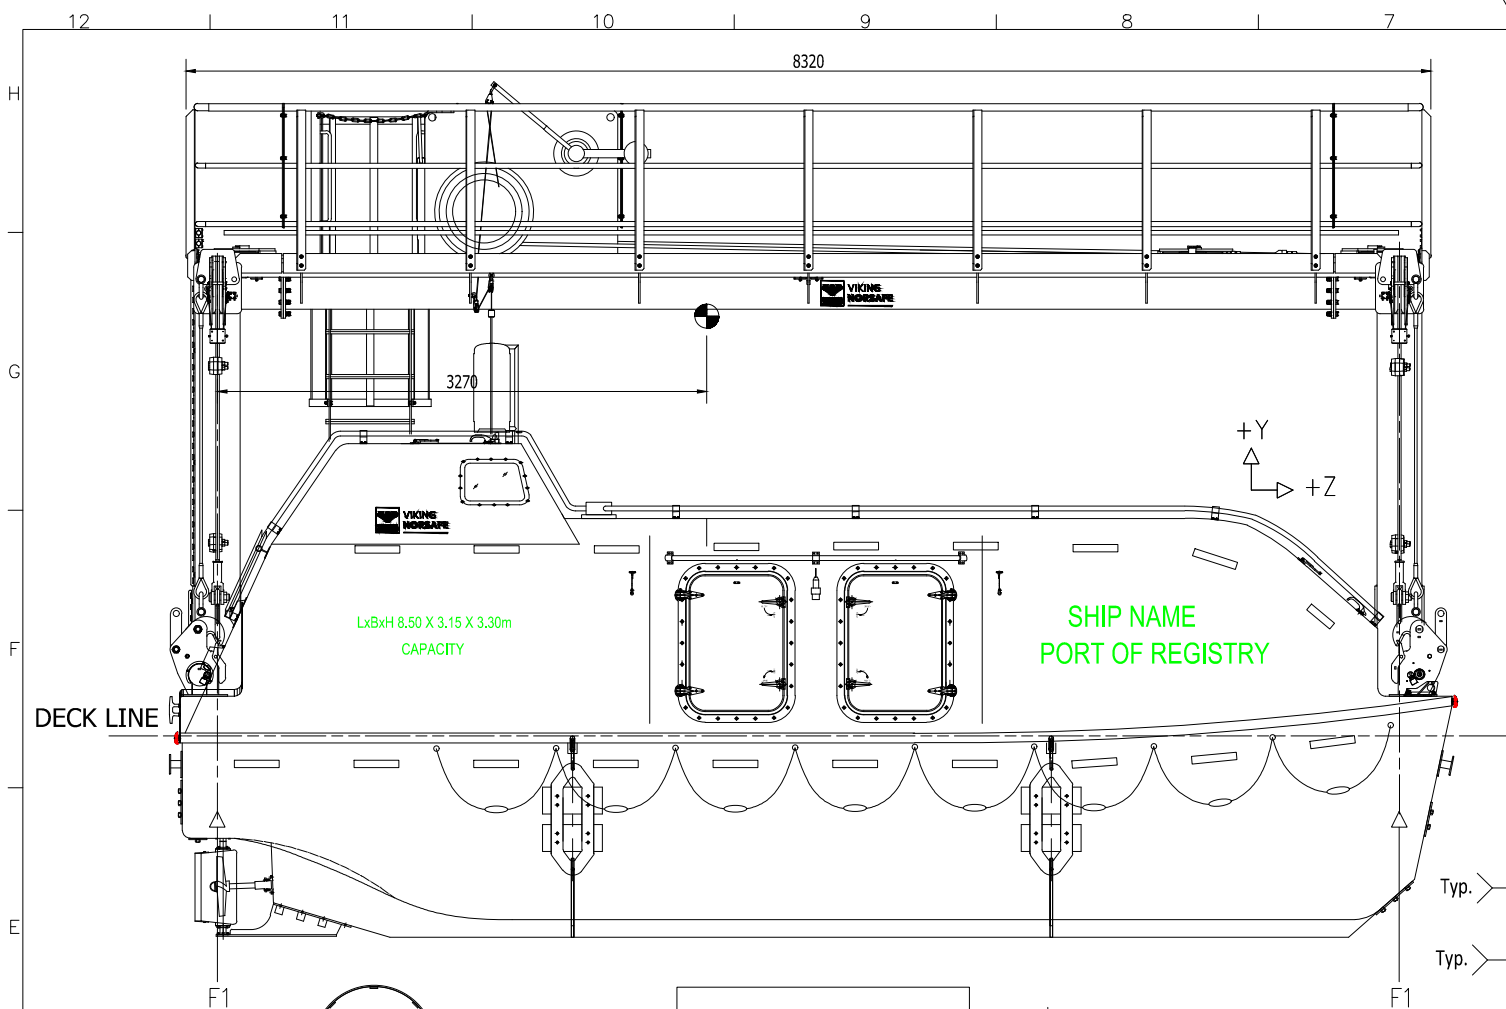 12 11 10 9 8 7
8320
H
VIKING
NORSAFE
G
3270
+Y
+Z
VIKING
NORSAFE
LxBxH 8.50 X 3.15 X 3.30m
CAPACITY
SHIP NAME
PORT OF REGISTRY
F
DECK LINE
Typ.
E
Typ.
F1 F1